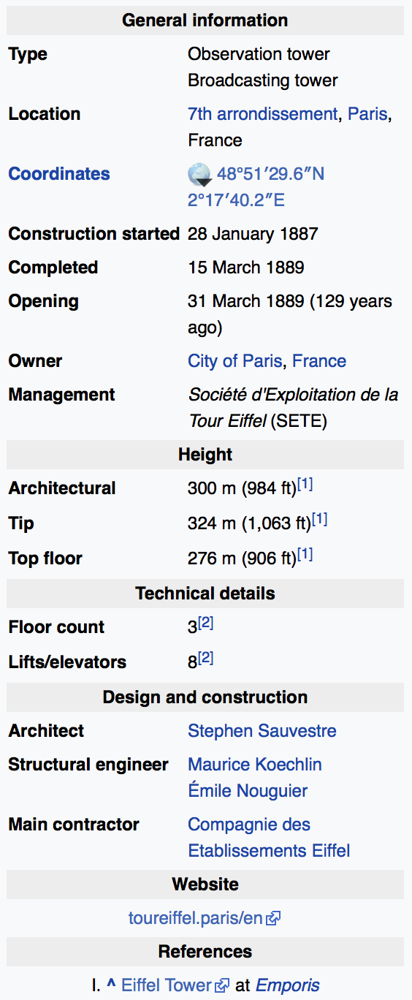 General information
Type Observation tower
Broadcasting tower
Location 7th arrondissement, Paris,
France
Coordinates 48°51′29.6″N
2°17′40.2″E
Construction started 28 January 1887
Completed 15 March 1889
Opening 31 March 1889 (129 years
ago)
Owner City of Paris, France
Management Société d'Exploitation de la
Tour Eiffel (SETE)
Height
Architectural 300 m (984 ft)[1]
Tip 324 m (1,063 ft)[1]
Top floor 276 m (906 ft)[1]
Technical details
Floor count 3[2]
Lifts/elevators 8[2]
Design and construction
Architect Stephen Sauvestre
Structural engineer Maurice Koechlin
Émile Nouguier
Main contractor Compagnie des
Etablissements Eiffel
Website
toureiffel.paris/en
References
I. ^ Eiffel Tower at Emporis